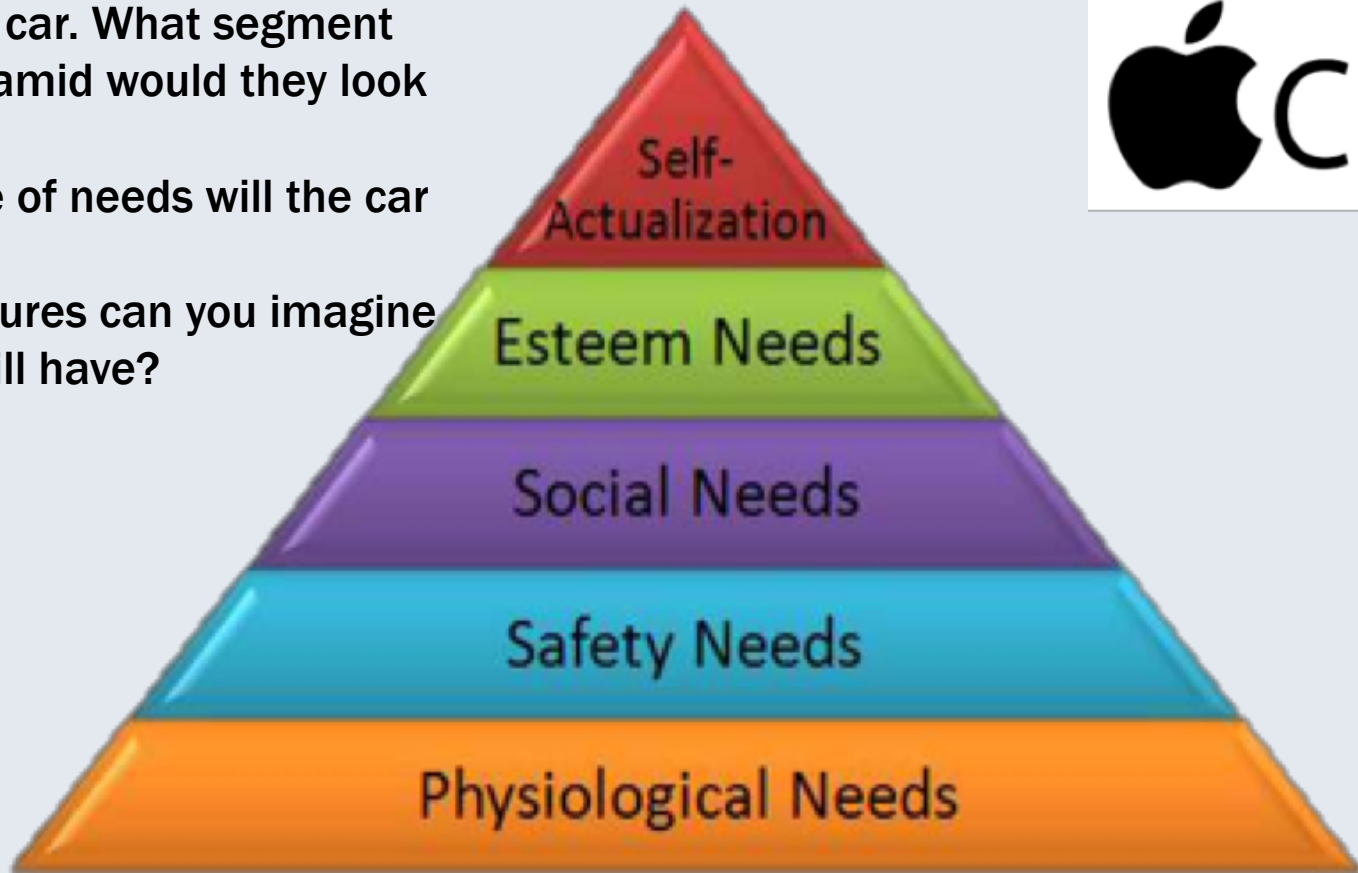 car. What segment
amid would they look
e of needs will the car
ures can you imagine
ill have?
C
Self-
Actualization
Esteem Needs
Social Needs
Safety Needs
Physiological Needs